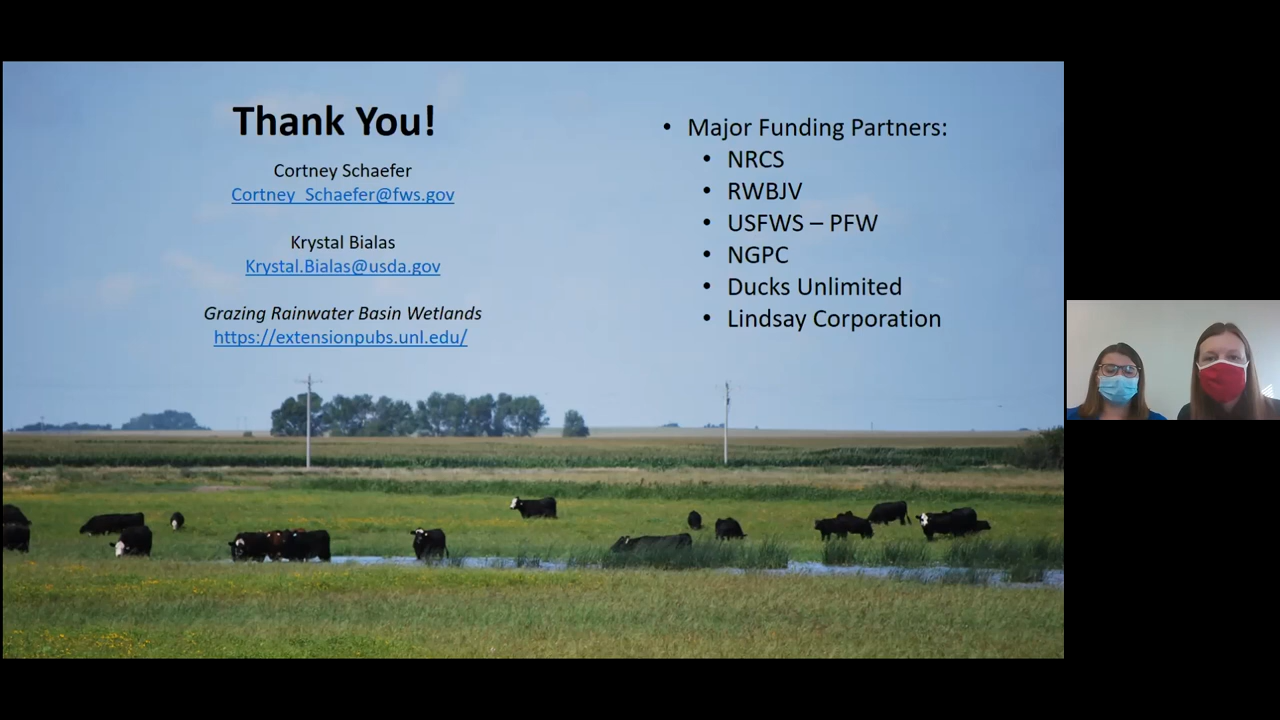 Thank You!
Cortney Schaefer
Cortney_Schaefer@fws.gov
Krystal Bialas
Krystal.Bialas@usda.gov
Grazing Rainwater Basin Wetlands
https://extensionpubs.unl.edu/
• Major Funding Partners:
• NRCS
• RWBJV
• USFWS – PFW
• NGPC
• Ducks Unlimited
• Lindsay Corporation